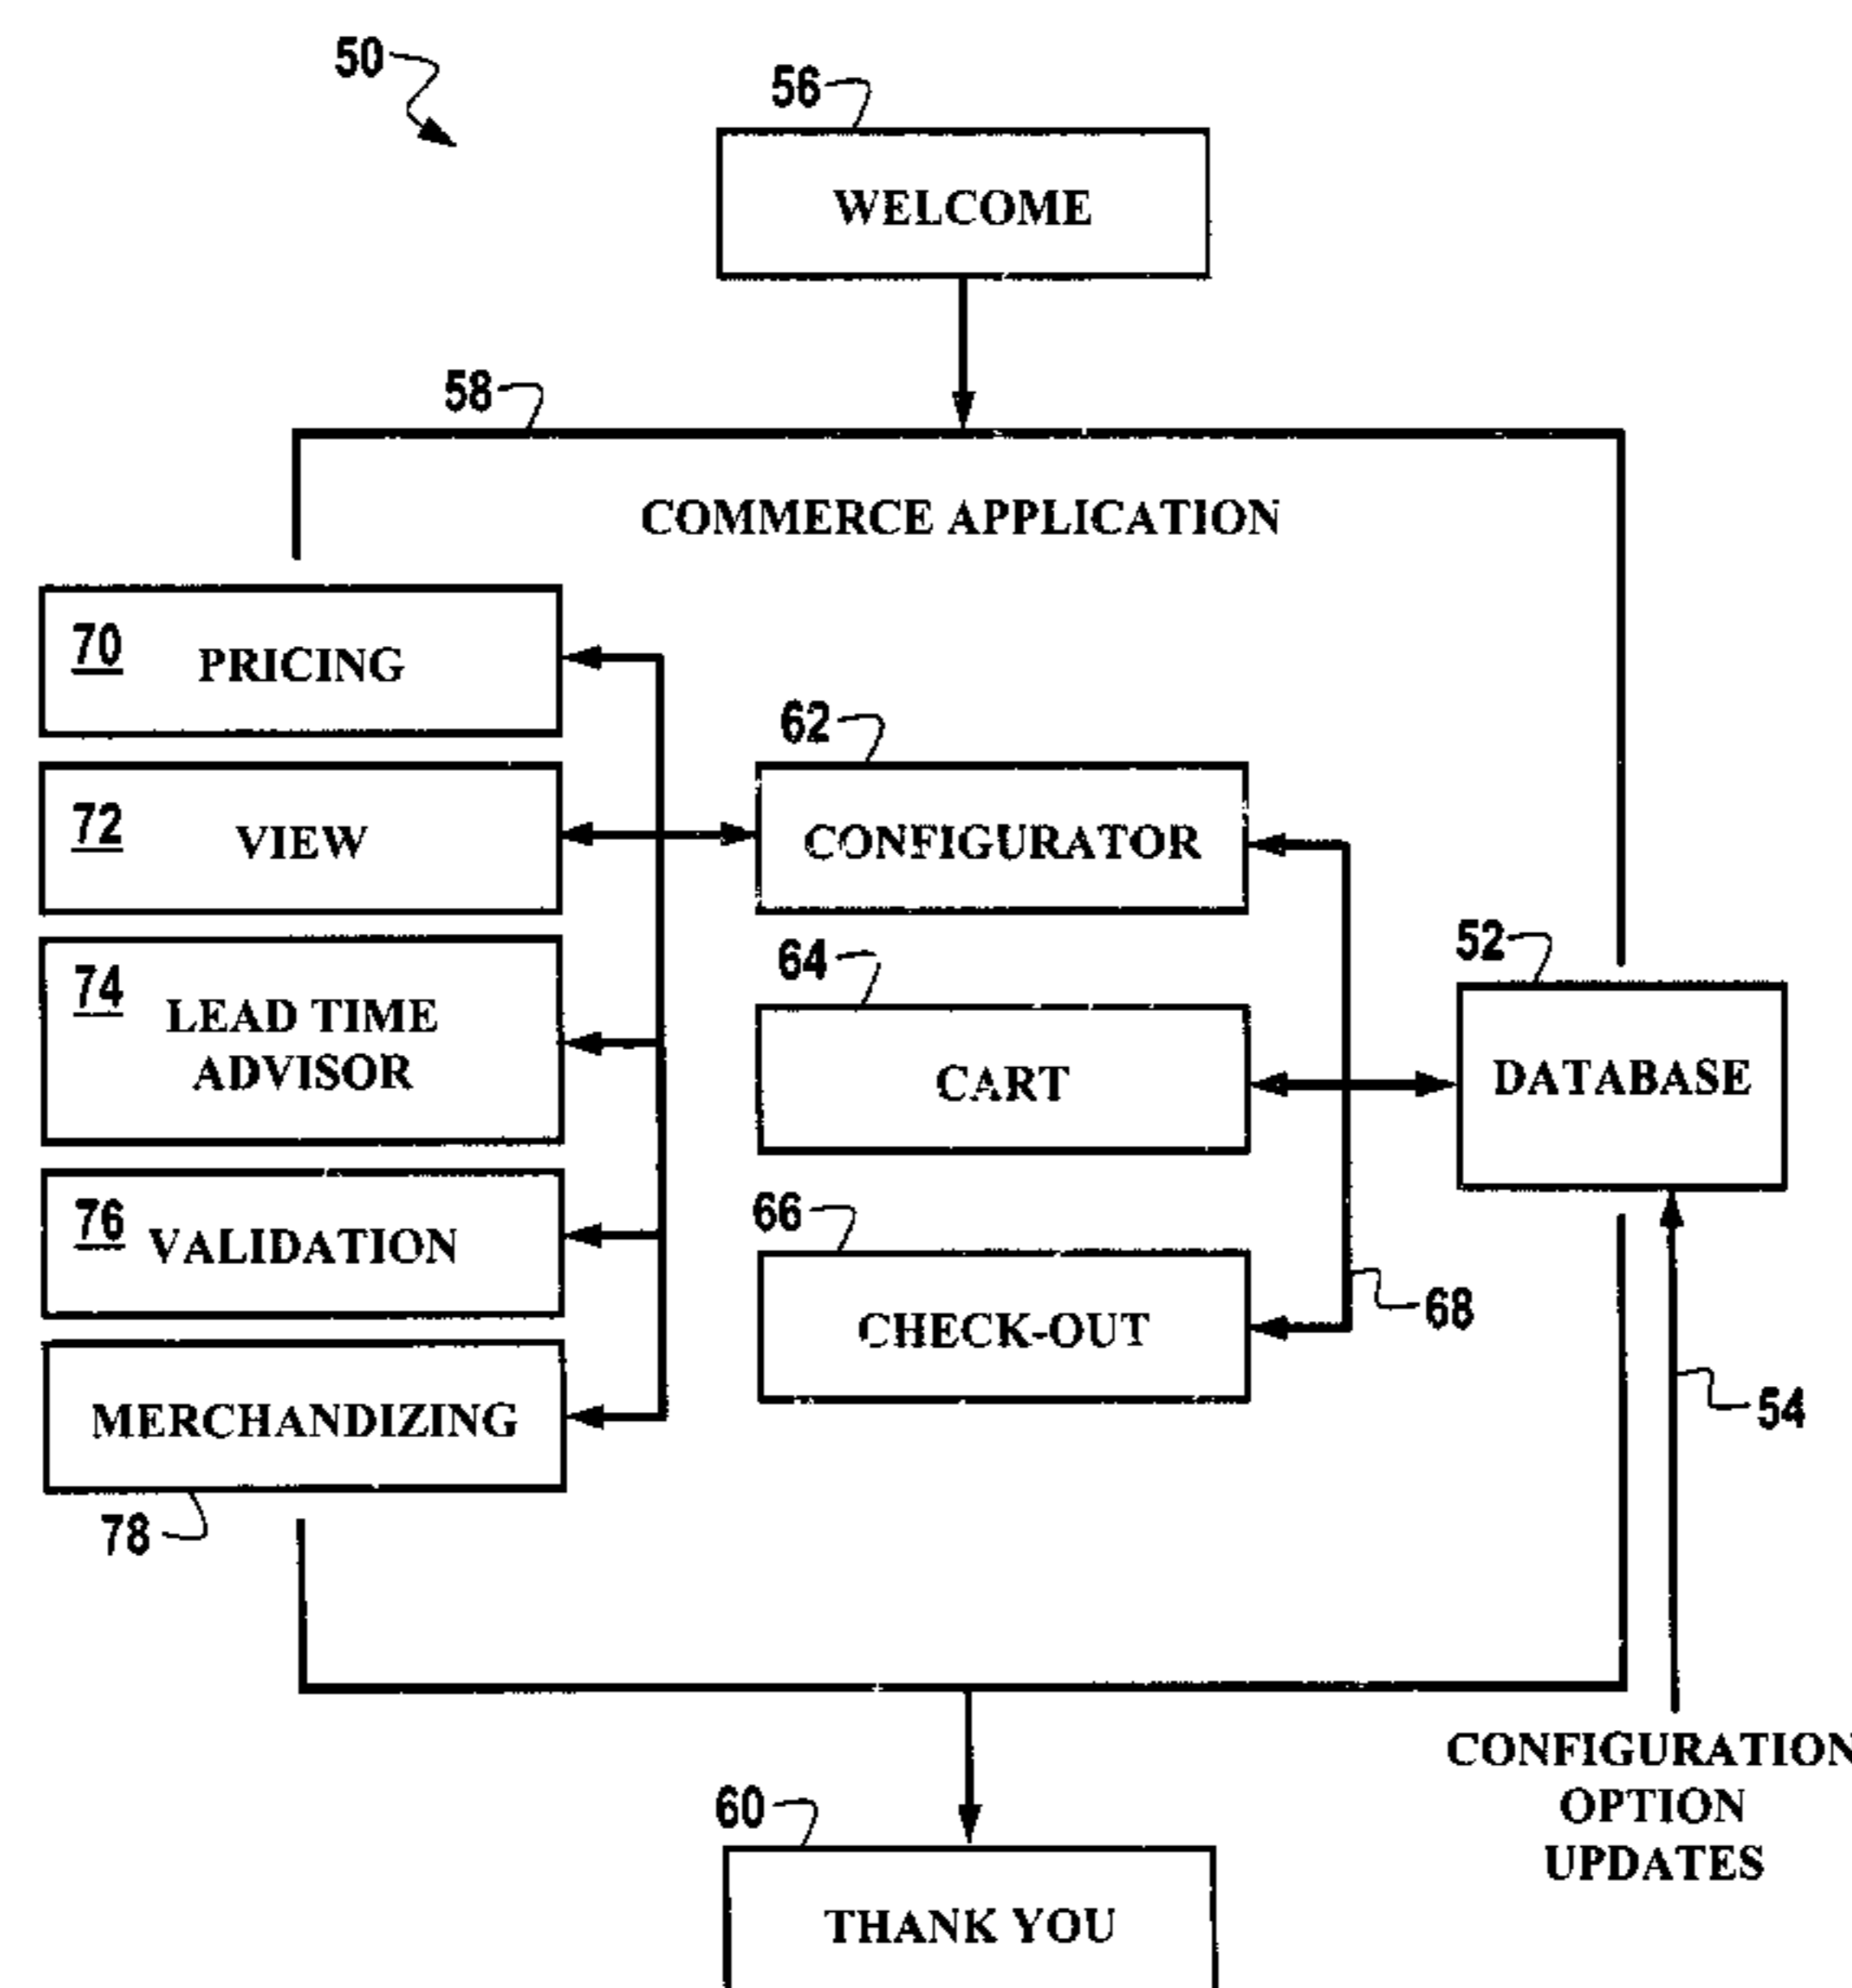 50
56
WELCOME
58
COMMERCE APPLICATION
70 PRICING
62
72 VIEW
CONFIGURATOR
74 LEAD TIME
ADVISOR
64
CART
52
DATABASE
76 VALIDATION
66
CHECK-OUT
68
MERCHANDIZING
78
54
CONFIGURATION
OPTION
UPDATES
60
THANK YOU